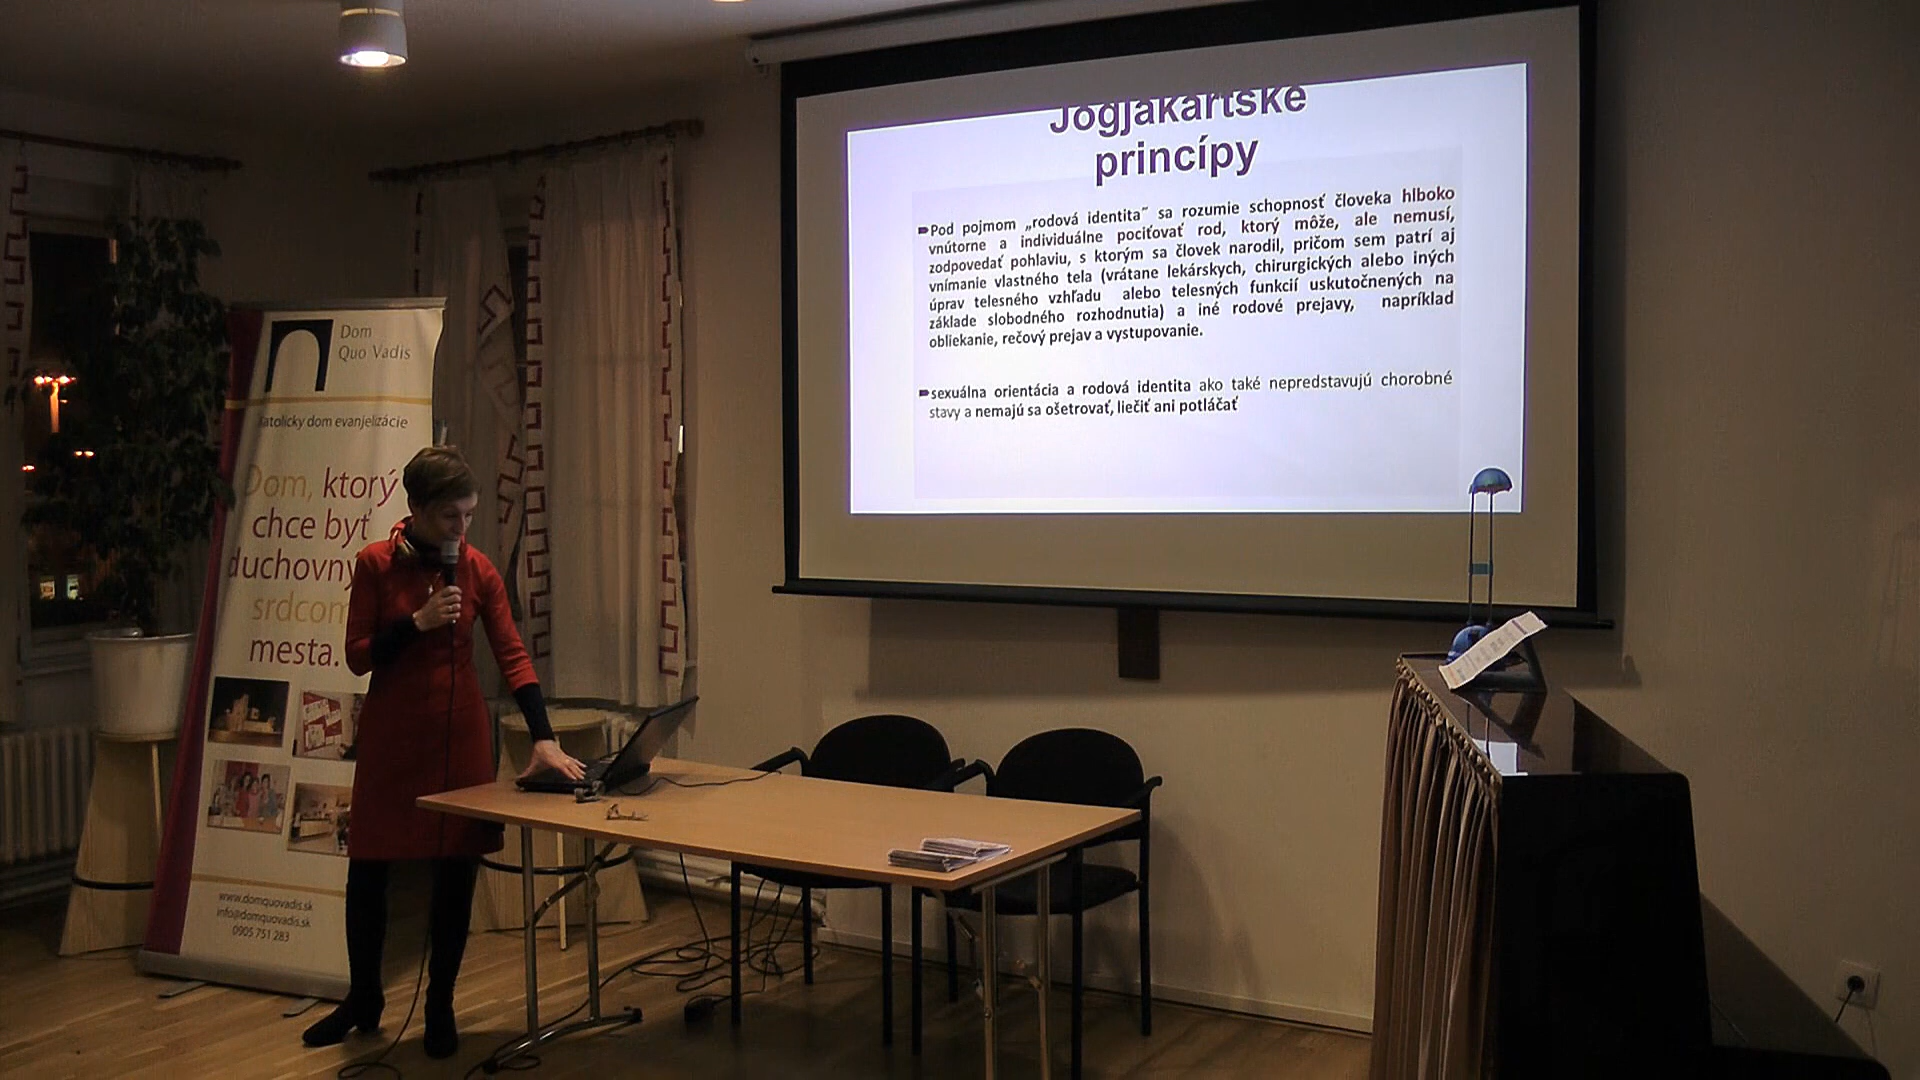 Jogjakartské
princípy
Pod pojmom „rodová identita˝ sa rozumie schopnosť človeka hlboko
vnútorne a individuálne pociťovať rod, ktorý môže, ale nemusí,
zodpovedať pohlaviu, s ktorým sa človek narodil, pričom sem patrí aj
vnímanie vlastného tela (vrátane lekárskych, chirurgických alebo iných
úprav telesného vzhľadu alebo telesných funkcií uskutočnených na
základe slobodného rozhodnutia) a iné rodové prejavy, napríklad
obliekanie, rečový prejav a vystupovanie.
sexuálna orientácia a rodová identita ako také nepredstavujú chorobné
stavy a nemajú sa ošetrovať, liečiť ani potláčať
Dom
Quo Vadis
Katolícky dom evanjelizácie
Dom, ktorý
chce byť
duchovný
srdcom
mesta.
www.domquovadis.sk
info@domquovadis.sk
0905 751 283